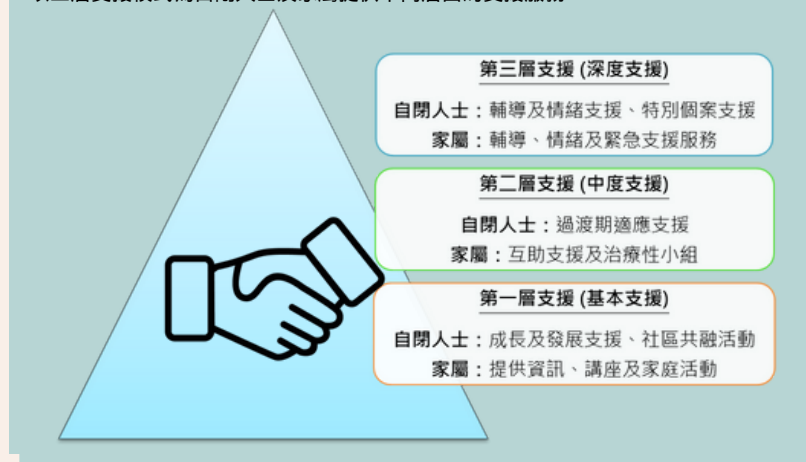 第三層支援 (深度支援)
自閉人士：輔導及情緒支援、特別個案支援
家屬：輔導、情緒及緊急支援服務
第二層支援 (中度支援)
自閉人士：過渡期適應支援
家屬：互助支援及治療性小組
第一層支援 (基本支援)
自閉人士：成長及發展支援、社區共融活動
家屬：提供資訊、講座及家庭活動